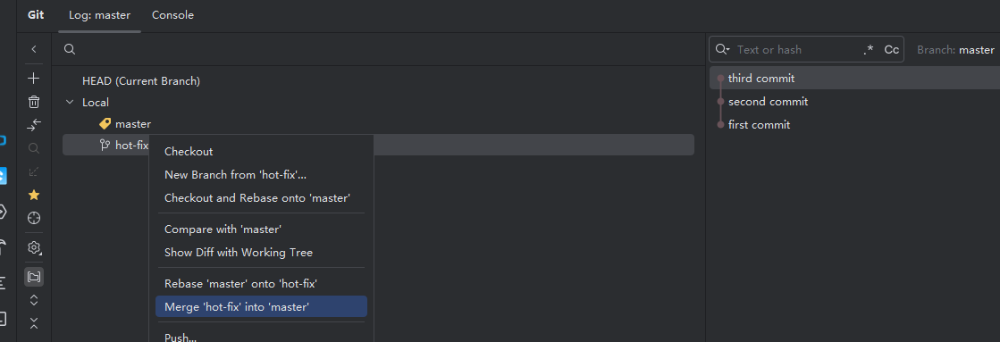 Git Log: master Console
Text or hash .* Cc Branch: master
HEAD (Current Branch)
Local
master
hot-fix
Checkout
New Branch from 'hot-fix'...
Checkout and Rebase onto 'master'
Compare with 'master'
Show Diff with Working Tree
Rebase 'master' onto 'hot-fix'
Merge 'hot-fix' into 'master'
Push...
third commit
second commit
first commit